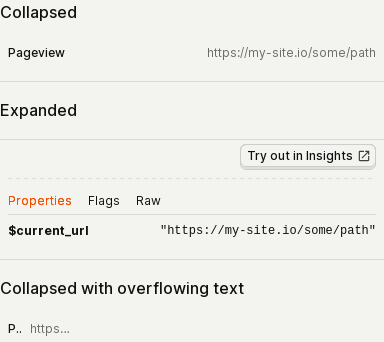 Collapsed
Pageview https://my-site.io/some/path
Expanded
Try out in Insights
Properties Flags Raw
$current_url "https://my-site.io/some/path"
Collapsed with overflowing text
P.. https...